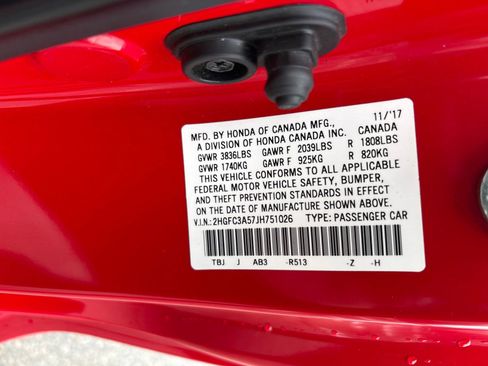 MFD. BY HONDA OF CANADA MFG., 11/'17
A DIVISION OF HONDA CANADA INC. CANADA
GVWR 3836LBS GAWR F 2039LBS R 1808LBS
GVWR 1740KG GAWR F 925KG R 820KG
THIS VEHICLE CONFORMS TO ALL APPLICABLE
FEDERAL MOTOR VEHICLE SAFETY, BUMPER,
AND THEFT PREVENTION STANDARDS IN EFFECT
ON THE DATE OF MANUFACTURE SHOWN ABOVE.
V.I.N.: 2HGFC3A57JH751026 TYPE: PASSENGER CAR
TBJ J AB3 -R513 -Z -H